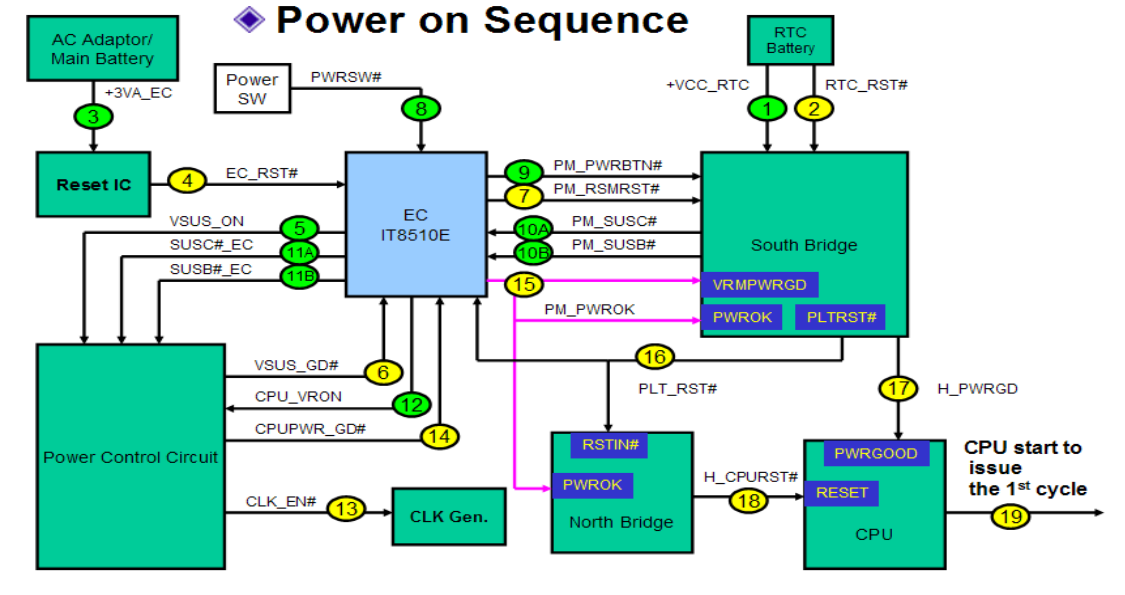 Power on Sequence
AC Adaptor/
Main Battery
+3VA_EC
3
Power
SW
PWRSW#
8
RTC
Battery
+VCC_RTC
RTC_RST#
1
2
Reset IC
4
EC_RST#
EC
IT8510E
9
PM_PWRBTN#
7
PM_RSMRST#
10A
PM_SUSC#
10B
PM_SUSB#
South Bridge
VSUS_ON
5
SUSC#_EC
11A
SUSB#_EC
11B
15
VRMPWRGD
PM_PWROK
PWROK
PLTRST#
16
PLT_RST#
17
H_PWRGD
VSUS_GD#
6
CPU_VRON
12
CPUPWR_GD#
14
Power Control Circuit
CLK_EN#
13
CLK Gen.
RSTIN#
PWROK
North Bridge
H_CPURST#
18
PWRGOOD
RESET
CPU
CPU start to
issue
the 1st cycle
19